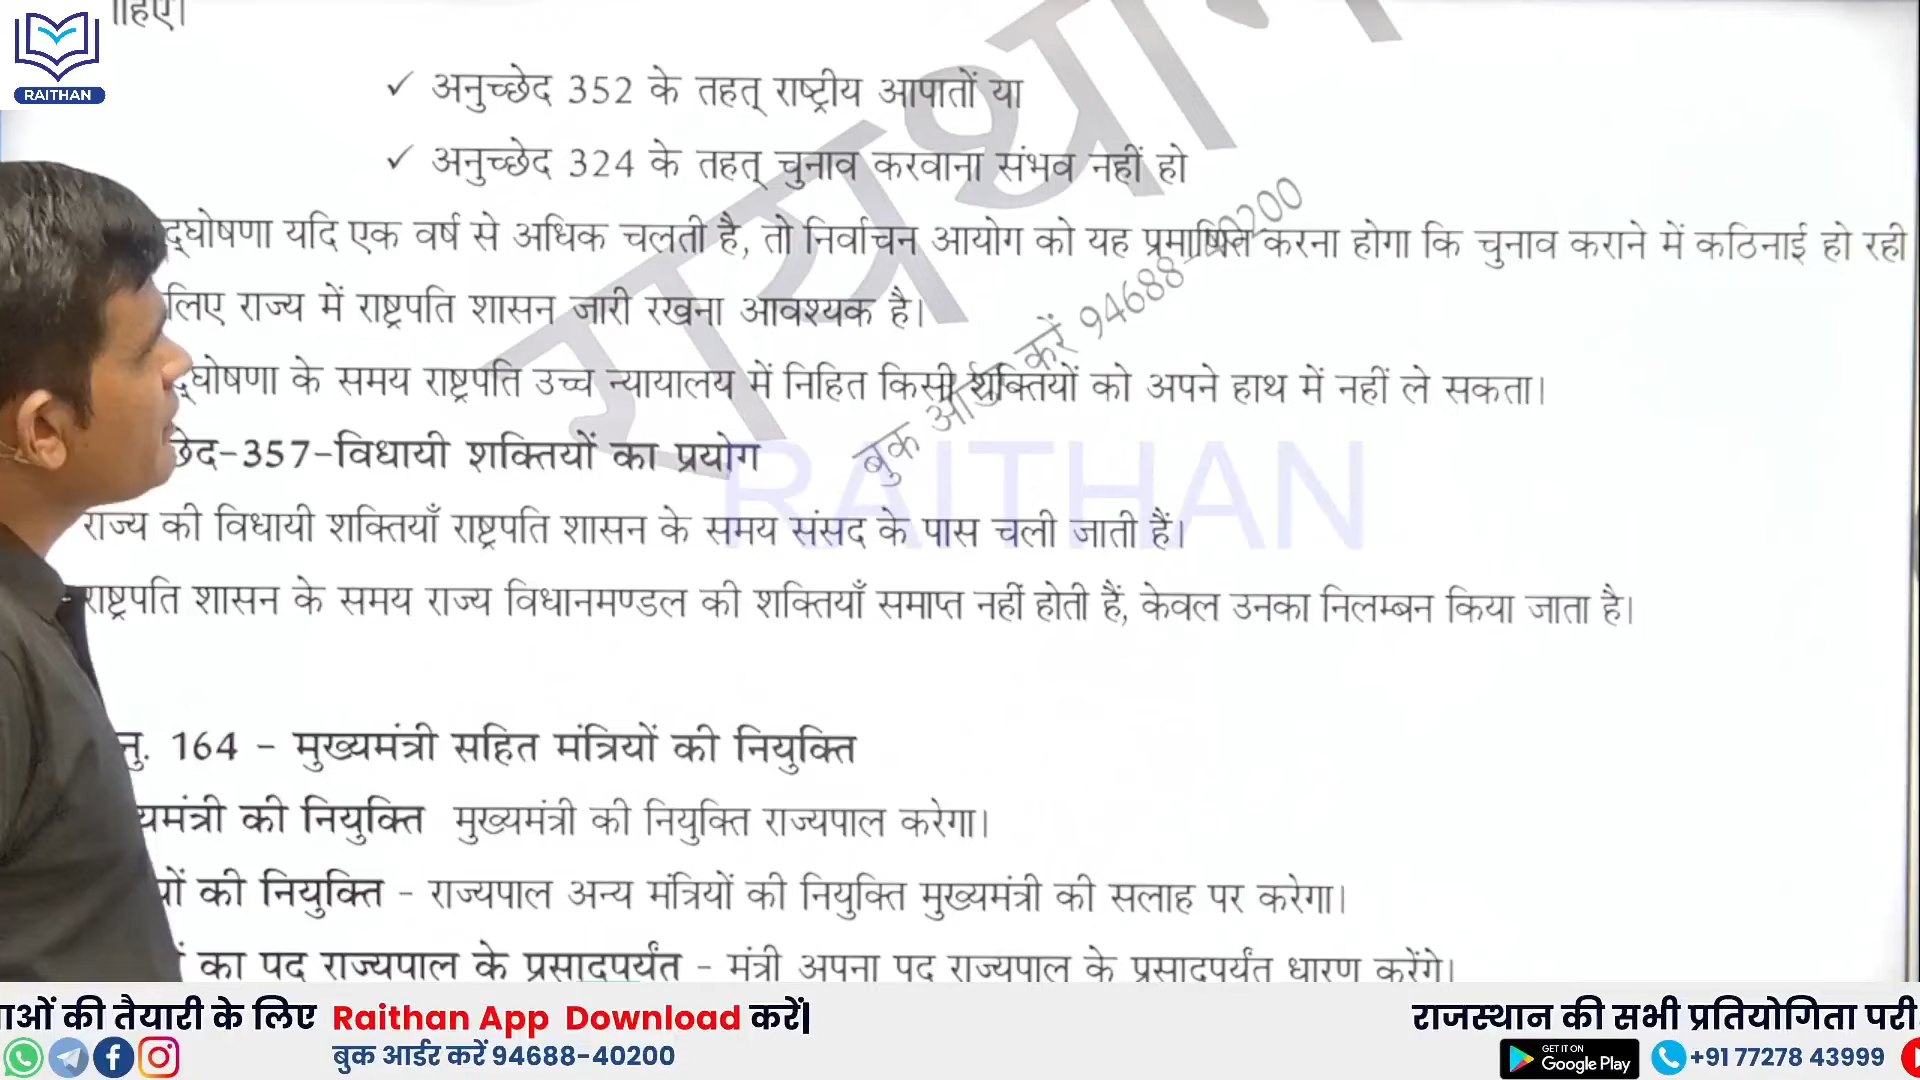 RAITHAN
अनुच्छेद 352 के तहत् राष्ट्रीय आपातों या
अनुच्छेद 324 के तहत् चुनाव करवाना संभव नहीं हो
यदि एक वर्ष से अधिक चलती है, तो निर्वाचन आयोग को यह प्रमाणित करना होगा कि चुनाव कराने में कठिनाई हो रही
लिए राज्य में राष्ट्रपति शासन जारी रखना आवश्यक है।
के समय राष्ट्रपति उच्च न्यायालय में निहित किसी शक्तियों को अपने हाथ में नहीं ले सकता।
-357-विधायी शक्तियों का प्रयोग
राज्य की विधायी शक्तियाँ राष्ट्रपति शासन के समय संसद के पास चली जाती हैं।
राष्ट्रपति शासन के समय राज्य विधानमण्डल की शक्तियाँ समाप्त नहीं होती हैं, केवल उनका निलम्बन किया जाता है।
164 - मुख्यमंत्री सहित मंत्रियों की नियुक्ति
की नियुक्ति मुख्यमंत्री की नियुक्ति राज्यपाल करेगा।
की नियुक्ति - राज्यपाल अन्य मंत्रियों की नियुक्ति मुख्यमंत्री की सलाह पर करेगा।
का पद राज्यपाल के प्रसादपर्यंत - मंत्री अपना पद राज्यपाल के प्रसादपर्यंत धारण करेंगे।
RAITHAN
बुक करें 94688-40200
की तैयारी के लिए Raithan App Download करें|
बुक आर्डर करें 94688-40200
राजस्थान की सभी प्रतियोगिता
GET IT ON
Google Play
+91 77278 43999